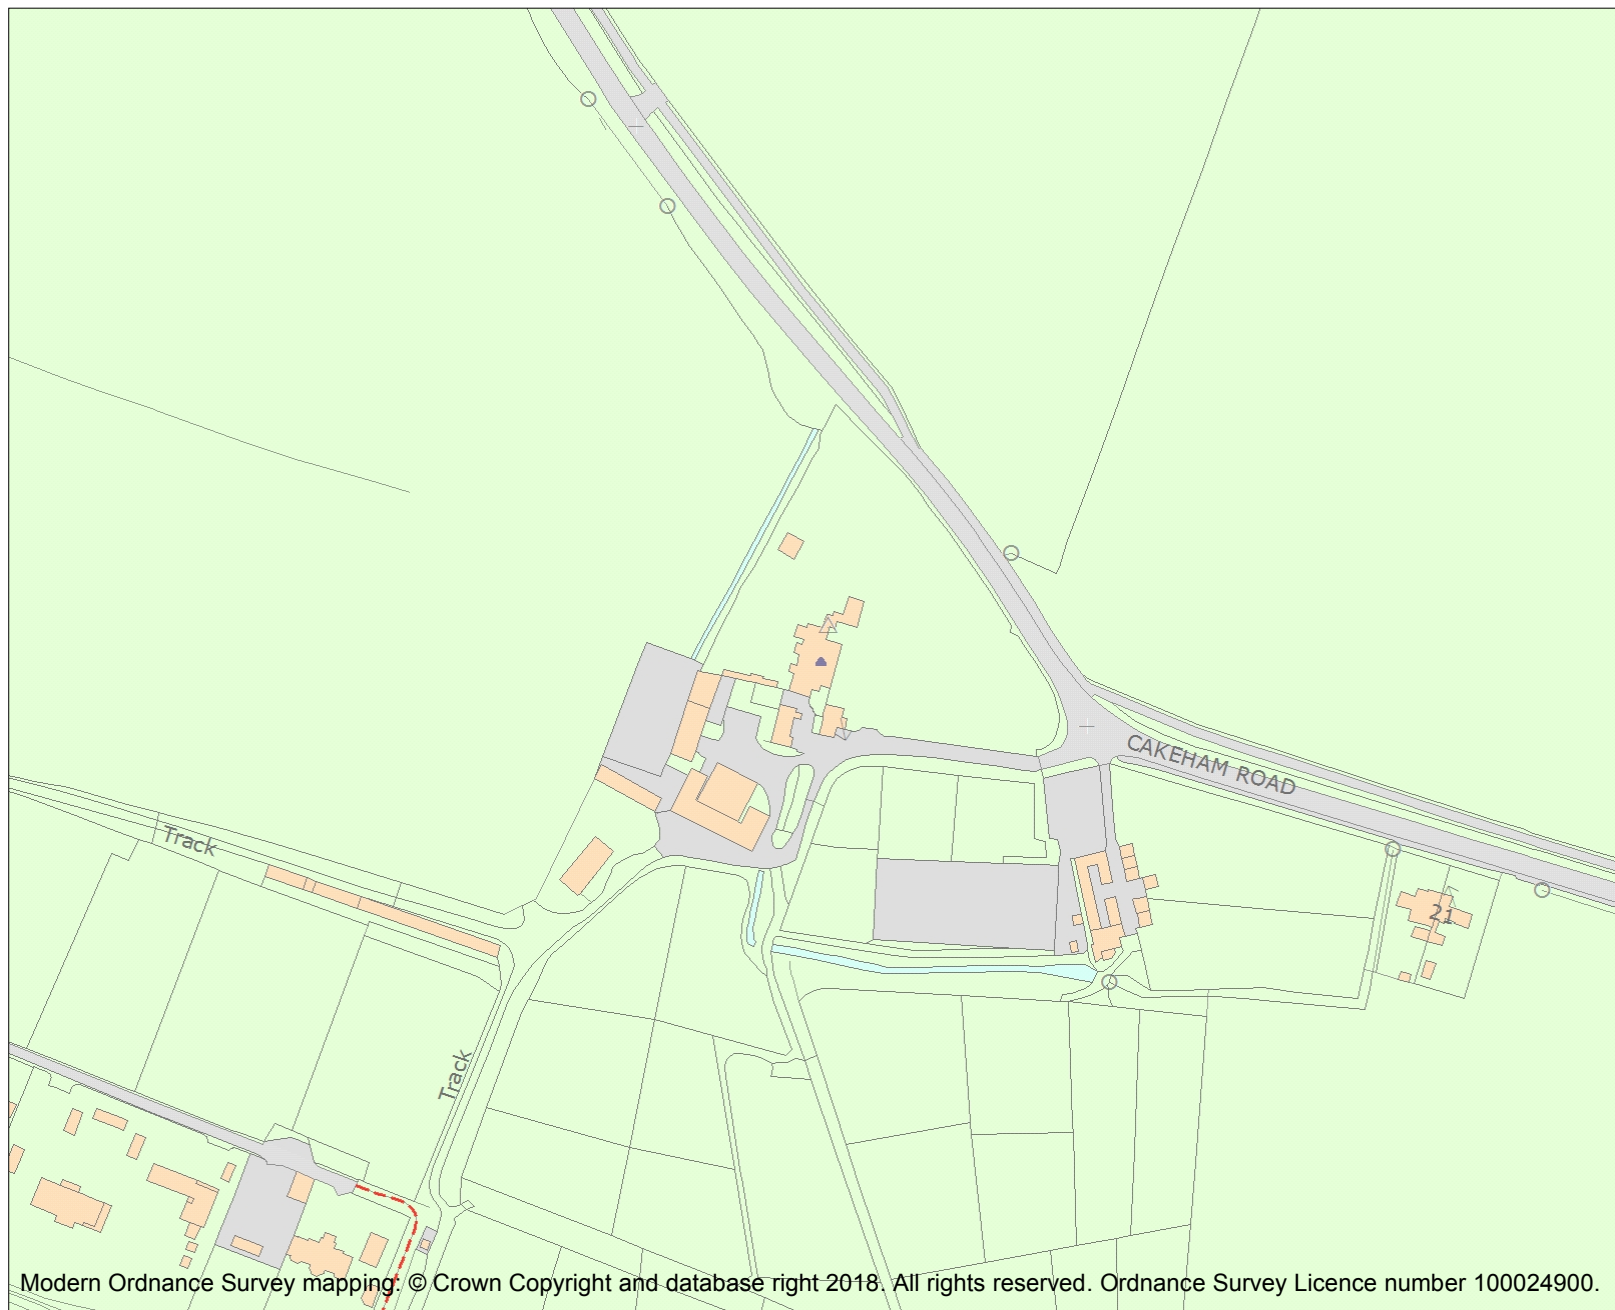 CAKEHAM ROAD
Track
21
Track
Modern Ordnance Survey mapping: © Crown Copyright and database right 2018. All rights reserved. Ordnance Survey Licence number 100024900.